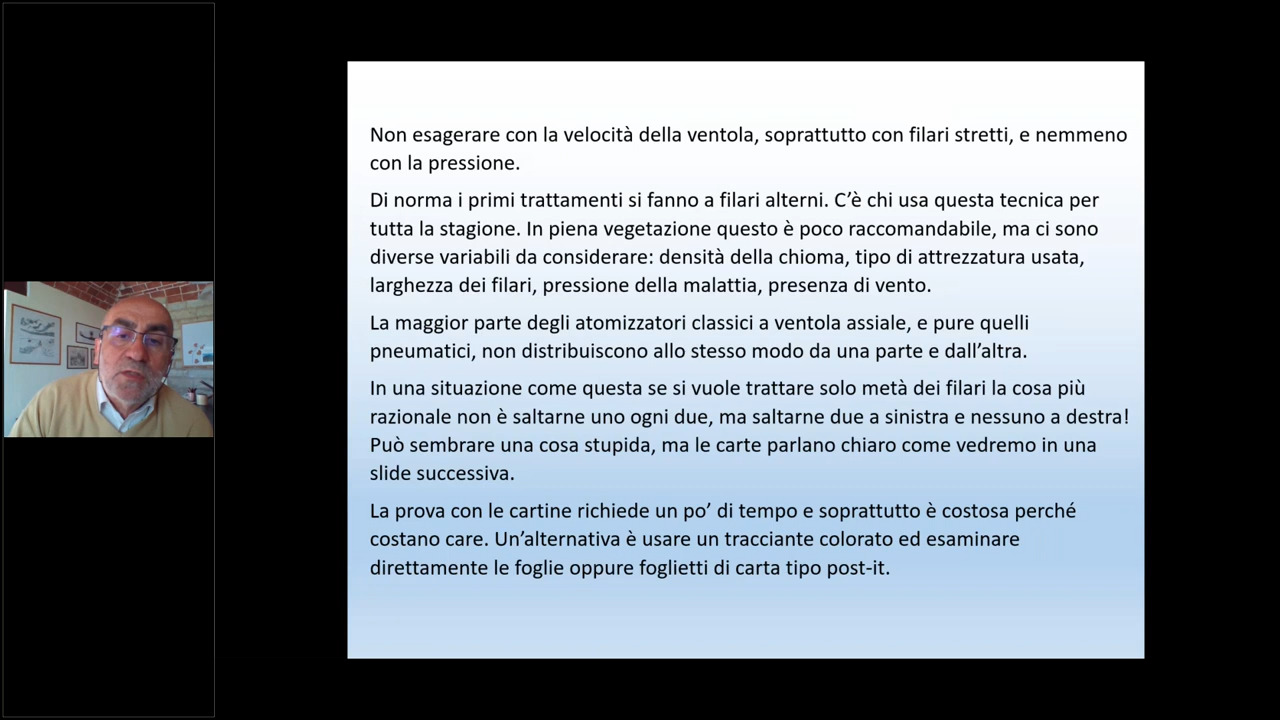 Non esagerare con la velocità della ventola, soprattutto con filari stretti, e nemmeno
con la pressione.
Di norma i primi trattamenti si fanno a filari alterni. C’è chi usa questa tecnica per
tutta la stagione. In piena vegetazione questo è poco raccomandabile, ma ci sono
diverse variabili da considerare: densità della chioma, tipo di attrezzatura usata,
larghezza dei filari, pressione della malattia, presenza di vento.
La maggior parte degli atomizzatori classici a ventola assiale, e pure quelli
pneumatici, non distribuiscono allo stesso modo da una parte e dall’altra.
In una situazione come questa se si vuole trattare solo metà dei filari la cosa più
razionale non è saltarne uno ogni due, ma saltarne due a sinistra e nessuno a destra!
Può sembrare una cosa stupida, ma le carte parlano chiaro come vedremo in una
slide successiva.
La prova con le cartine richiede un po’ di tempo e soprattutto è costosa perché
costano care. Un’alternativa è usare un tracciante colorato ed esaminare
direttamente le foglie oppure foglietti di carta tipo post-it.